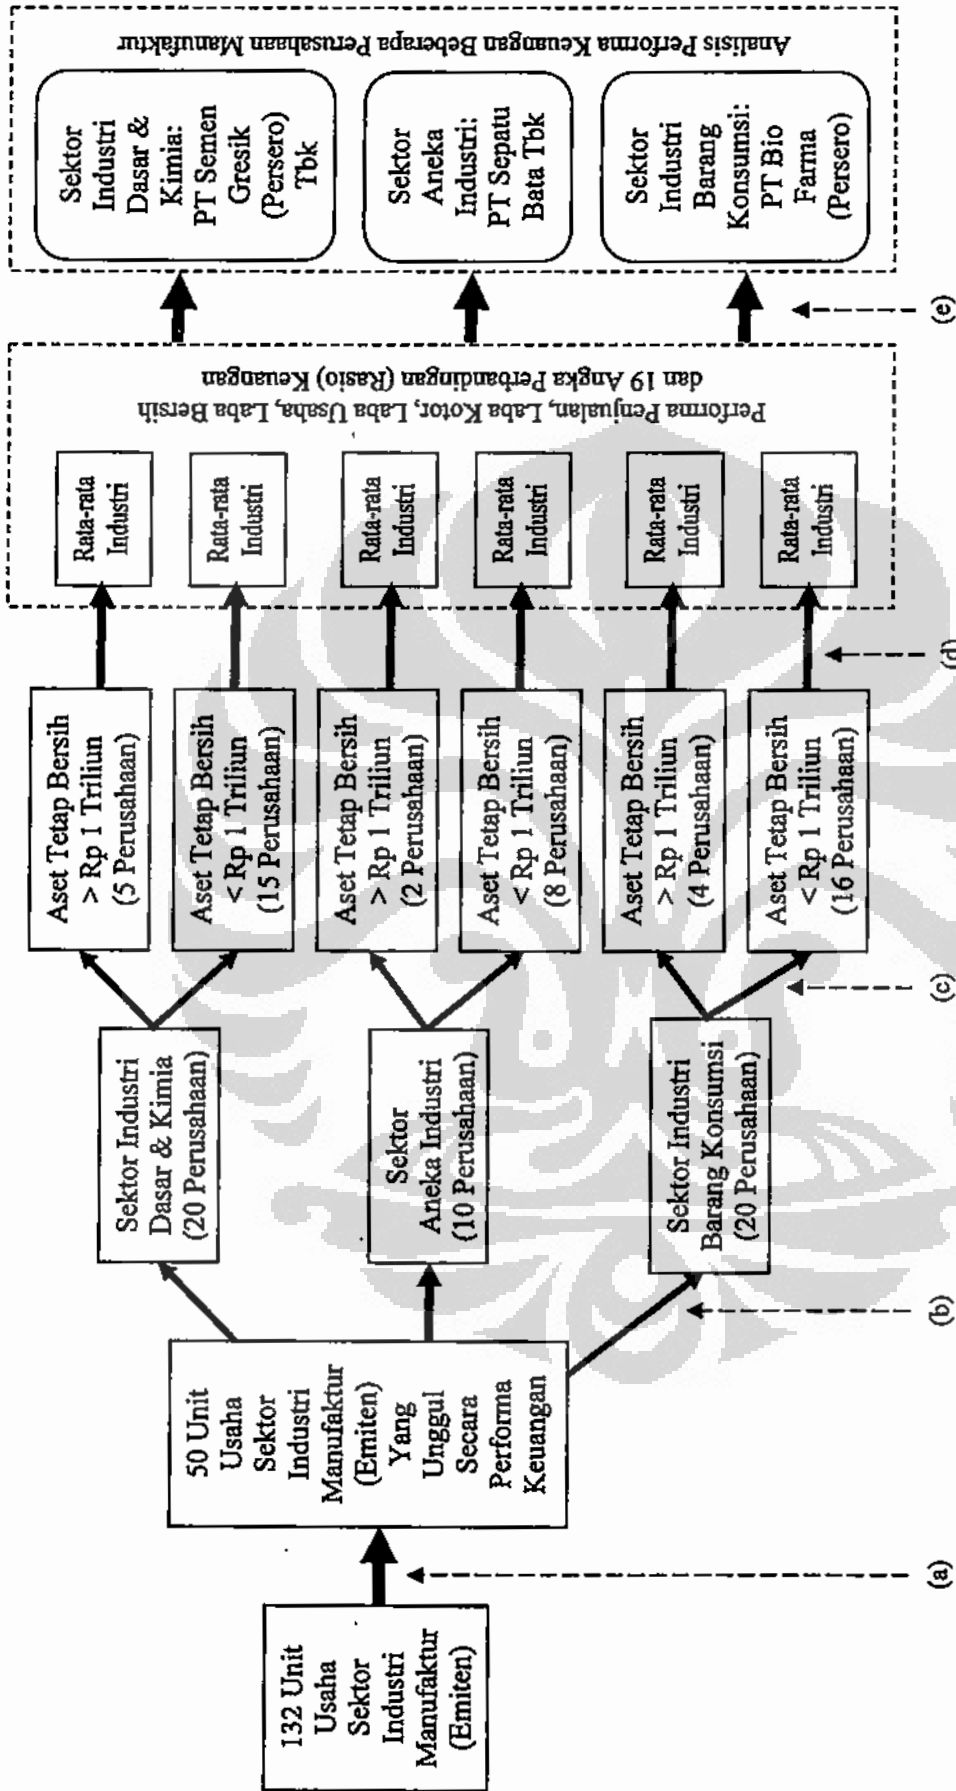 132 Unit
Usaha
Sektor
Industri
Manufaktur
(Emiten)
50 Unit
Usaha
Sektor
Industri
Manufaktur
(Emiten)
Yang
Unggul
Secara
Performa
Keuangan
Sektor Industri
Dasar & Kimia
(20 Perusahaan)
Sektor
Aneka Industri
(10 Perusahaan)
Sektor Industri
Barang Konsumsi
(20 Perusahaan)
Aset Tetap Bersih
> Rp 1 Triliun
(5 Perusahaan)
Aset Tetap Bersih
< Rp 1 Triliun
(15 Perusahaan)
Aset Tetap Bersih
> Rp 1 Triliun
(2 Perusahaan)
Aset Tetap Bersih
< Rp 1 Triliun
(8 Perusahaan)
Aset Tetap Bersih
> Rp 1 Triliun
(4 Perusahaan)
Aset Tetap Bersih
< Rp 1 Triliun
(16 Perusahaan)
Rata-rata
Industri
Rata-rata
Industri
Rata-rata
Industri
Rata-rata
Industri
Rata-rata
Industri
Rata-rata
Industri
Performa Penjualan, Laba Kotor, Laba Usaha, Laba Bersih
dan 19 Angka Perbandingan (Rasio) Keuangan
Sektor
Industri
Dasar &
Kimia:
PT Semen
Gresik
(Persero)
Tbk
Sektor
Aneka
Industri:
PT Sepatu
Bata Tbk
Sektor
Industri
Barang
Konsumsi:
PT Bio
Farma
(Persero)
Analisis Performa Keuangan Beberapa Perusahaan Manufaktur
(a)
(b)
(c)
(d)
(e)